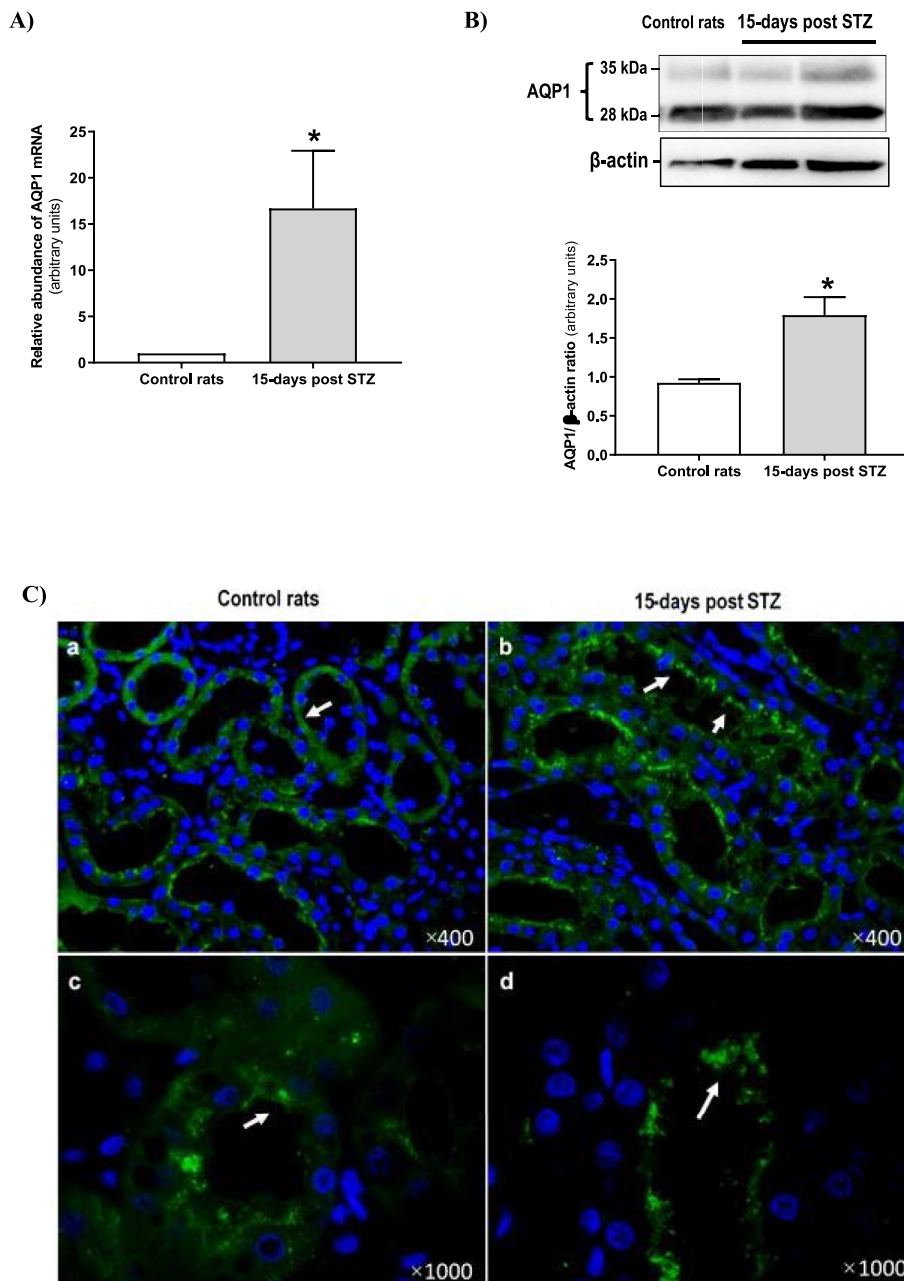 A)
Relative abundance of AQP1 mRNA
(arbitrary units)
25
20
15
10
5
0
*
Control rats
15-days post STZ
B)
Control rats 15-days post STZ
AQP1
35 kDa
28 kDa
β-actin
AQP1/β-actin ratio (arbitrary units)
2.5
2.0
1.5
1.0
0.5
0.0
*
Control rats
15-days post STZ
C)
Control rats
15-days post STZ
a
×400
b
×400
c
×1000
d
×1000